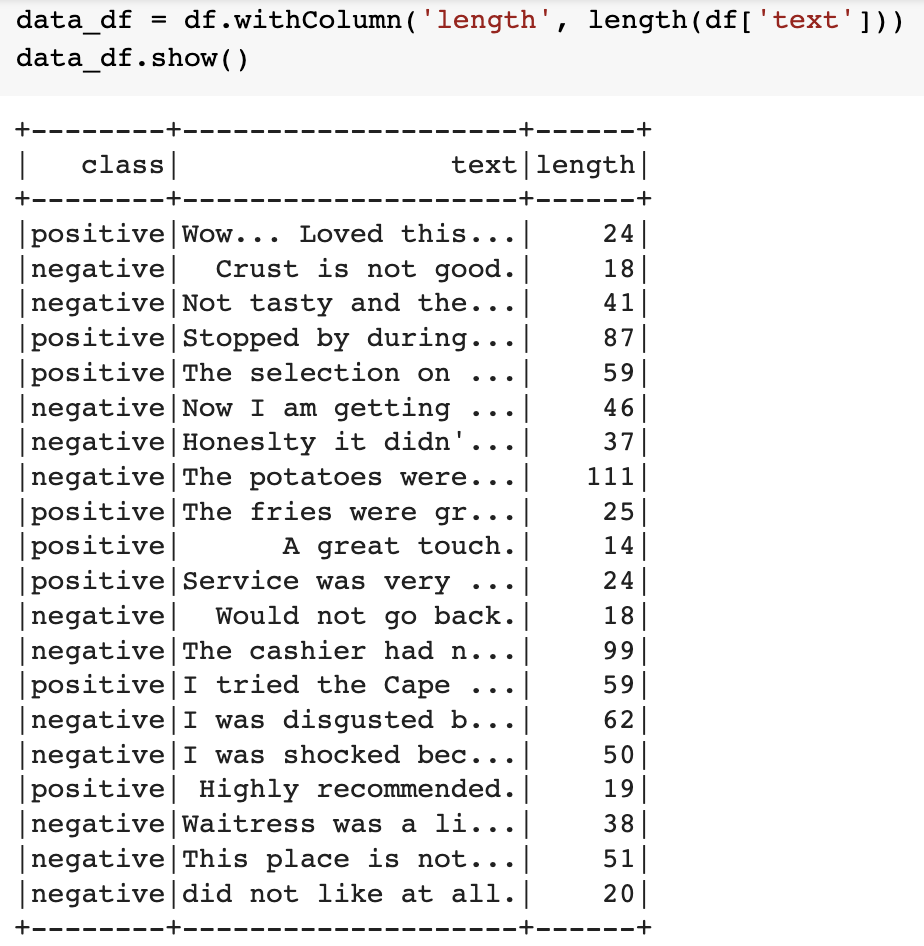 data_df = df.withColumn('length', length(df['text']))
data_df.show()
+--------+--------------------+------+
|   class|                text|length|
+--------+--------------------+------+
|positive|Wow... Loved this...|    24|
|negative|  Crust is not good.|    18|
|negative|Not tasty and the...|    41|
|positive|Stopped by during...|    87|
|positive|The selection on ...|    59|
|negative|Now I am getting ...|    46|
|negative|Honeslty it didn'...|    37|
|negative|The potatoes were...|   111|
|positive|The fries were gr...|    25|
|positive|      A great touch.|    14|
|positive|Service was very ...|    24|
|negative|  Would not go back.|    18|
|negative|The cashier had n...|    99|
|positive|I tried the Cape ...|    59|
|negative|I was disgusted b...|    62|
|negative|I was shocked bec...|    50|
|positive| Highly recommended.|    19|
|negative|Waitress was a li...|    38|
|negative|This place is not...|    51|
|negative|did not like at all.|    20|
+--------+--------------------+------+